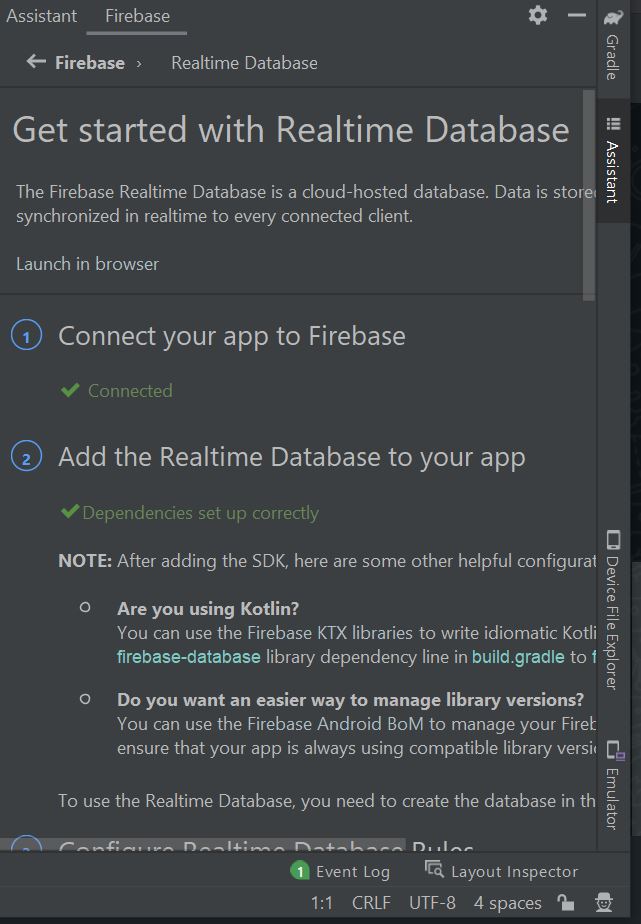 Assistant Firebase
Gradle
Firebase › Realtime Database
Get started with Realtime Database
Assistant
The Firebase Realtime Database is a cloud-hosted database. Data is stored
synchronized in realtime to every connected client.
Launch in browser
1 Connect your app to Firebase
Connected
2 Add the Realtime Database to your app
Dependencies set up correctly
NOTE: After adding the SDK, here are some other helpful configurat
Are you using Kotlin?
You can use the Firebase KTX libraries to write idiomatic Kotli
firebase-database library dependency line in build.gradle to f
Do you want an easier way to manage library versions?
You can use the Firebase Android BoM to manage your Fireb
ensure that your app is always using compatible library versio
To use the Realtime Database, you need to create the database in th
Configure Realtime Database Rules
Device File Explorer
Emulator
1 Event Log Layout Inspector
1:1 CRLF UTF-8 4 spaces